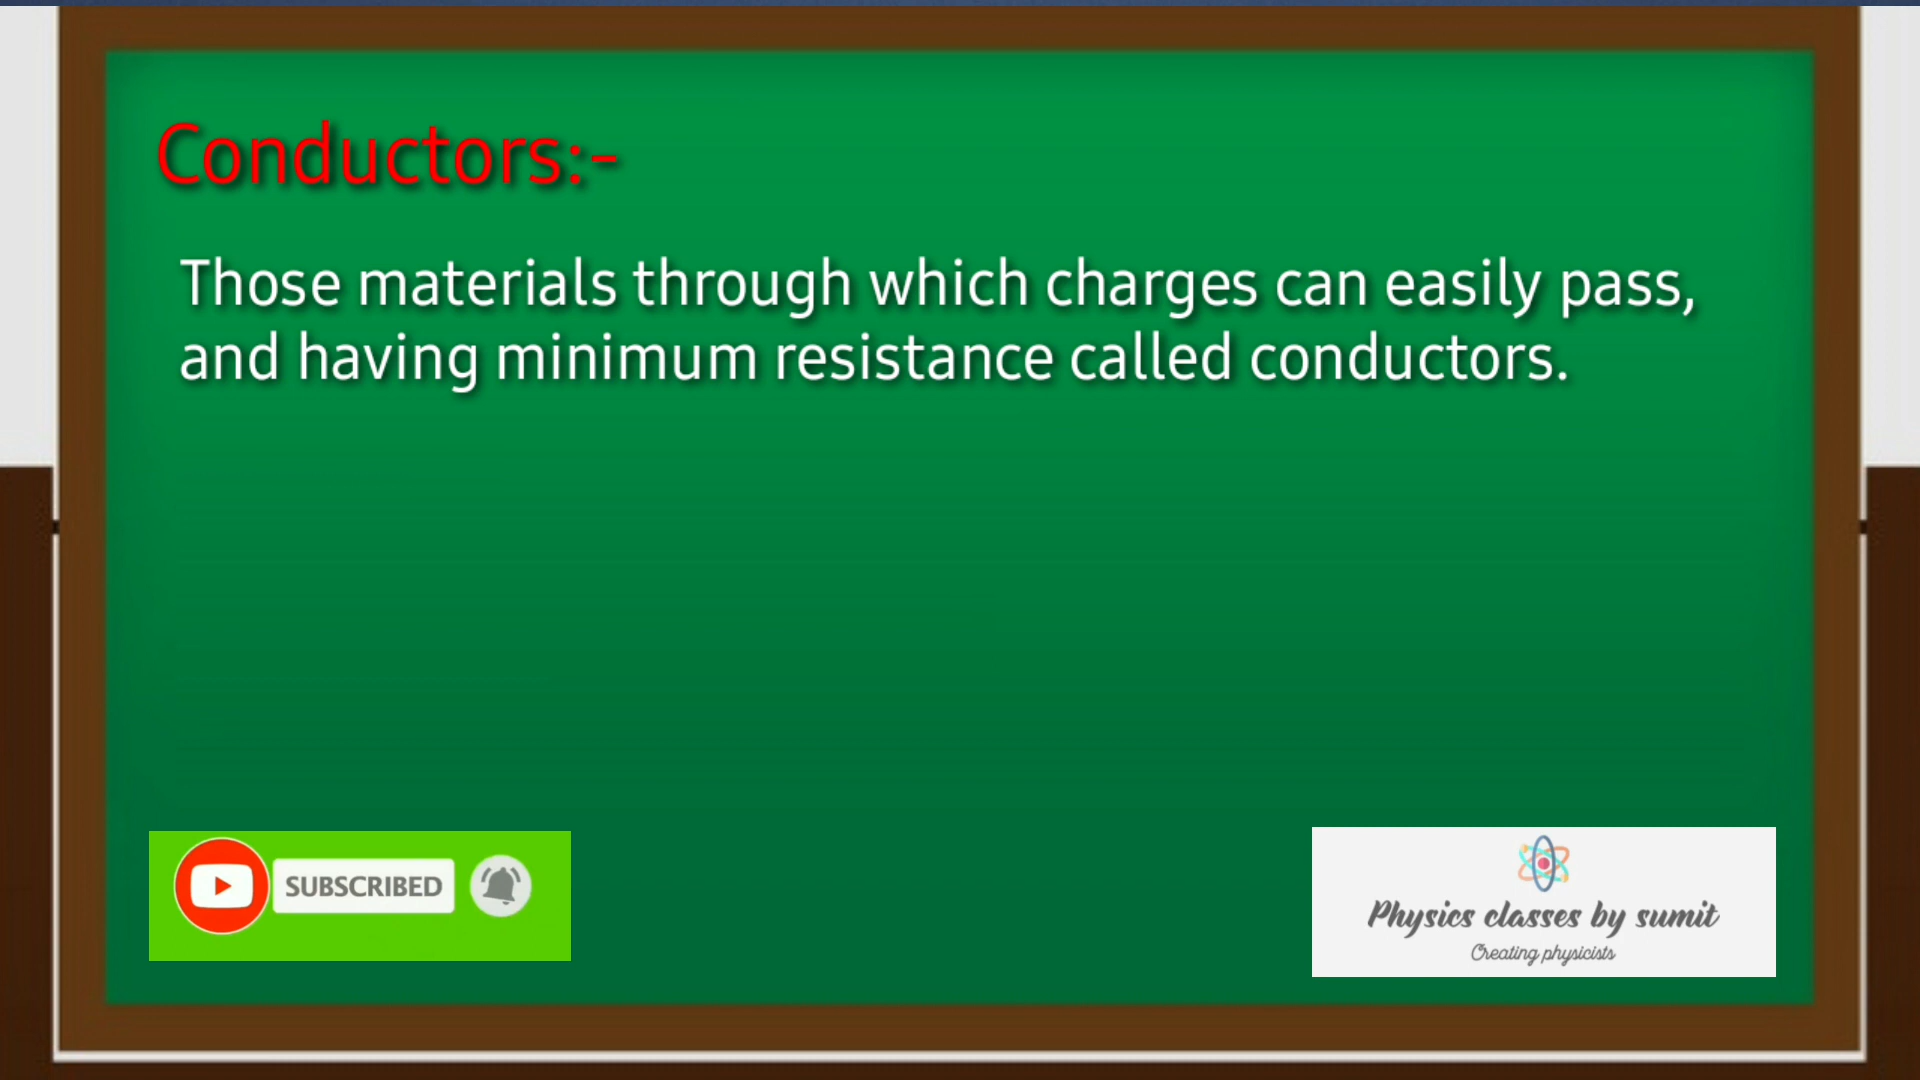 Conductors:-
Those materials through which charges can easily pass,
and having minimum resistance called conductors.
SUBSCRIBED
Physics classes by sumit
Creating physicists